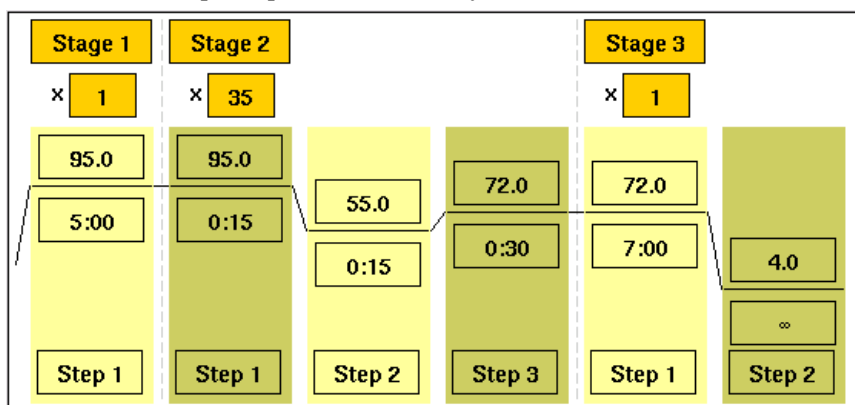 Stage 1 Stage 2 Stage 3
x 1 x 35 x 1
95.0 95.0 55.0 72.0 72.0 4.0
5:00 0:15 0:15 0:30 7:00 ∞
Step 1 Step 1 Step 2 Step 3 Step 1 Step 2